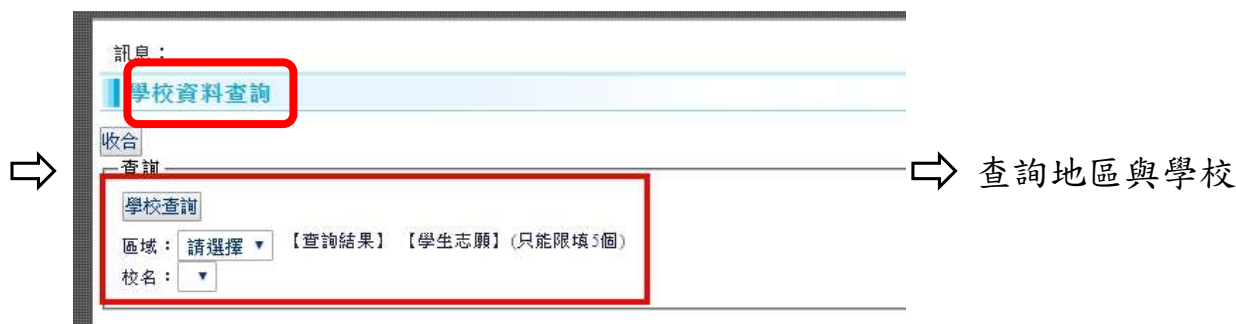 訊息：
學校資料查詢
收合
查詢
學校查詢
區域： 請選擇 ▼ 【查詢結果】 【學生志願】(只能限填5個)
校名： ▼
⇨ ⇨ 查詢地區與學校